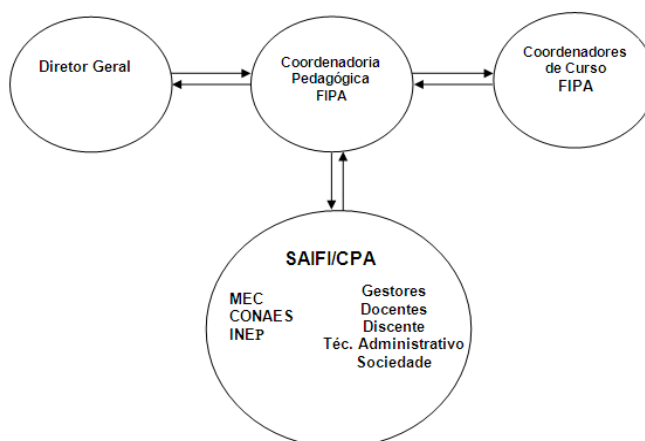 Diretor Geral
Coordenadoria
Pedagógica
FIPA
Coordenadores
de Curso
FIPA
SAIFI/CPA
MEC
CONAES
INEP
Gestores
Docentes
Discente
Téc. Administrativo
Sociedade